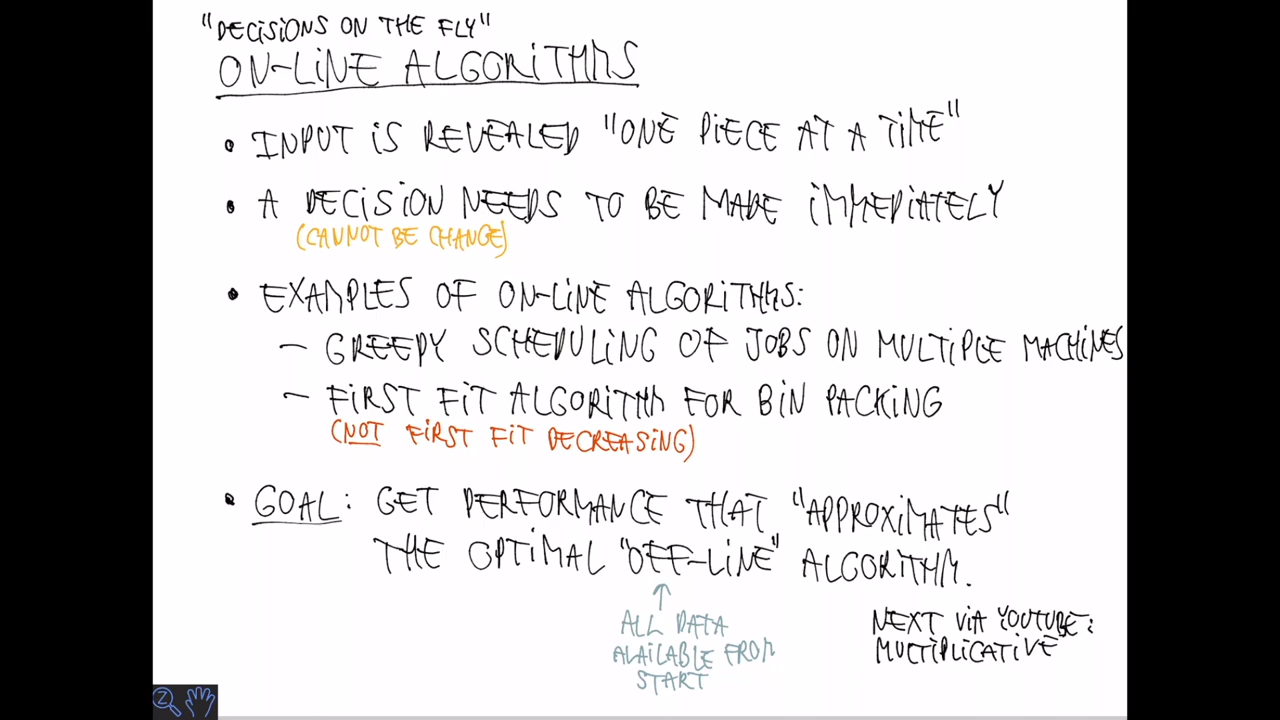 "DECISIONS ON THE FLY"
ON-LINE ALGORITHMS
• INPUT IS REVEALED "ONE PIECE AT A TIME"
• A DECISION NEEDS TO BE MADE IMMEDIATELY
(CANNOT BE CHANGE)
• EXAMPLES OF ON-LINE ALGORITHMS:
- GREEDY SCHEDULING OF JOBS ON MULTIPLE MACHINES
- FIRST FIT ALGORITHM FOR BIN PACKING
(NOT FIRST FIT DECREASING)
• GOAL: GET PERFORMANCE THAT "APPROXIMATES"
THE OPTIMAL "OFF-LINE" ALGORITHM.
↑
ALL DATA
AVAILABLE FROM
START
NEXT VIA YOUTUBE:
MULTIPLICATIVE
Z